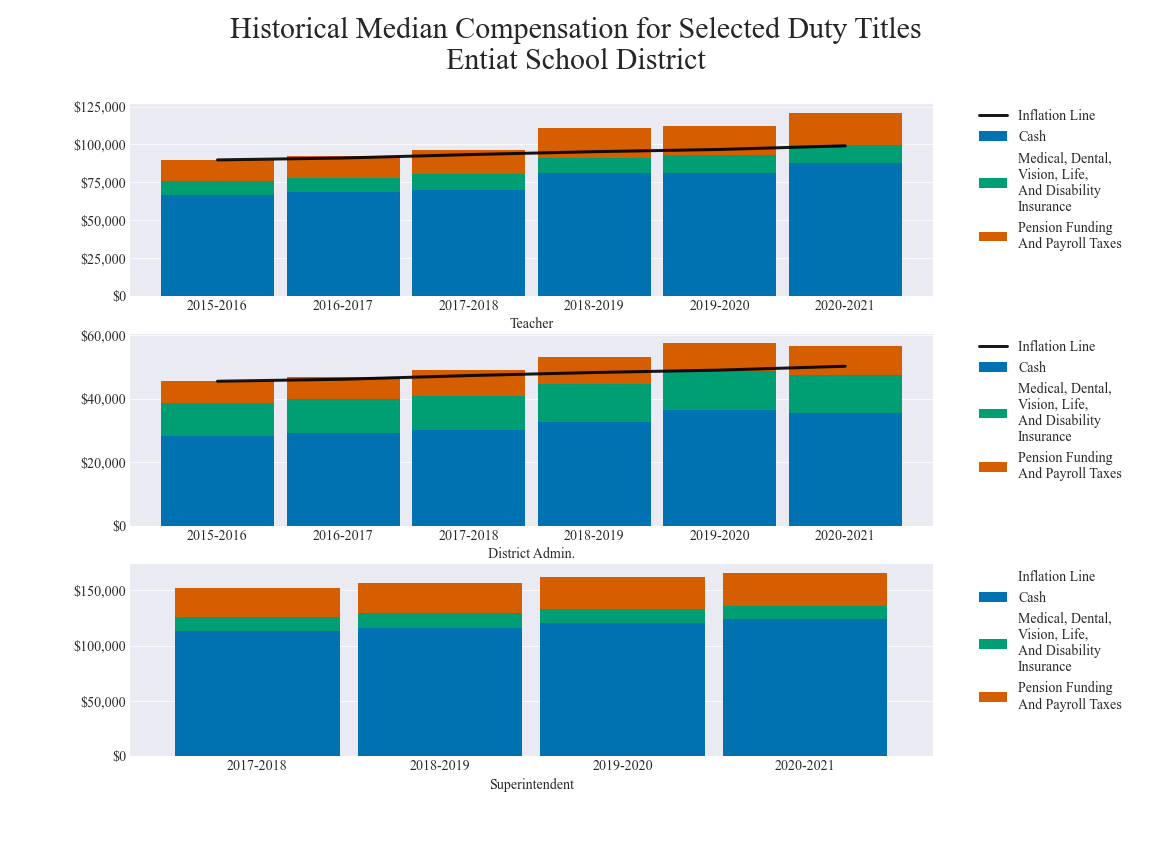 Historical Median Compensation for Selected Duty Titles
Entiat School District
$125,000
$100,000
$75,000
$50,000
$25,000
$0
2015-2016
2016-2017
2017-2018
2018-2019
2019-2020
2020-2021
Teacher
Inflation Line
Cash
Medical, Dental,
Vision, Life,
And Disability
Insurance
Pension Funding
And Payroll Taxes
$60,000
$40,000
$20,000
$0
2015-2016
2016-2017
2017-2018
2018-2019
2019-2020
2020-2021
District Admin.
Inflation Line
Cash
Medical, Dental,
Vision, Life,
And Disability
Insurance
Pension Funding
And Payroll Taxes
$150,000
$100,000
$50,000
$0
2017-2018
2018-2019
2019-2020
2020-2021
Superintendent
Inflation Line
Cash
Medical, Dental,
Vision, Life,
And Disability
Insurance
Pension Funding
And Payroll Taxes